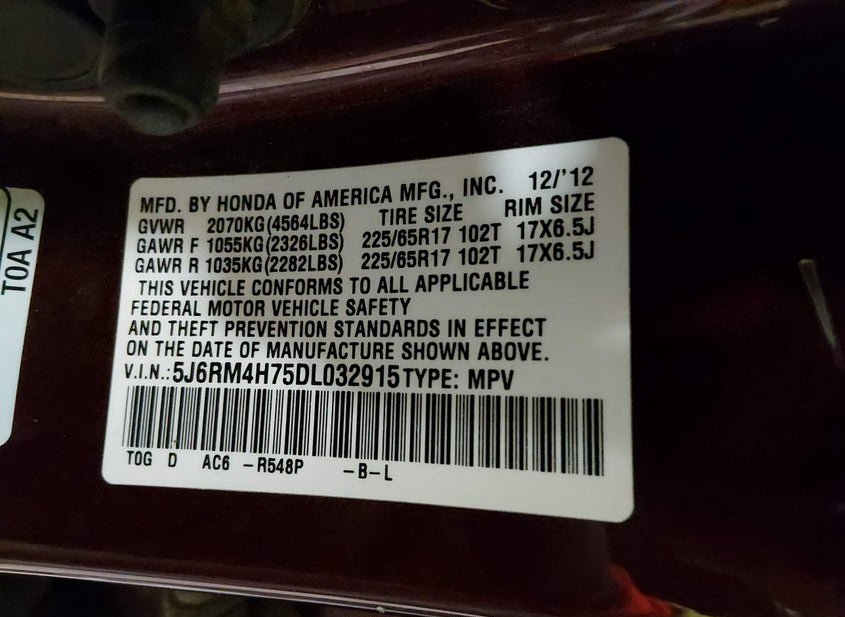 MFD. BY HONDA OF AMERICA MFG., INC. 12/'12
GVWR 2070KG(4564LBS) TIRE SIZE RIM SIZE
GAWR F 1055KG(2326LBS) 225/65R17 102T 17X6.5J
GAWR R 1035KG(2282LBS) 225/65R17 102T 17X6.5J
THIS VEHICLE CONFORMS TO ALL APPLICABLE
FEDERAL MOTOR VEHICLE SAFETY
AND THEFT PREVENTION STANDARDS IN EFFECT
ON THE DATE OF MANUFACTURE SHOWN ABOVE.
V.I.N.:5J6RM4H75DL032915 TYPE: MPV
TOG D AC6 -R548P -B-L
TOA A2